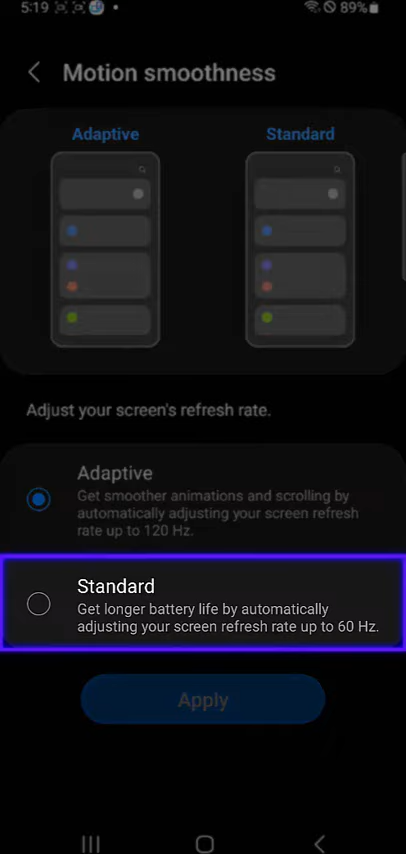 5:19
89%
Motion smoothness
Adaptive
Standard
Adjust your screen's refresh rate.
Adaptive
Get smoother animations and scrolling by
automatically adjusting your screen refresh
rate up to 120 Hz.
Standard
Get longer battery life by automatically
adjusting your screen refresh rate up to 60 Hz.
Apply